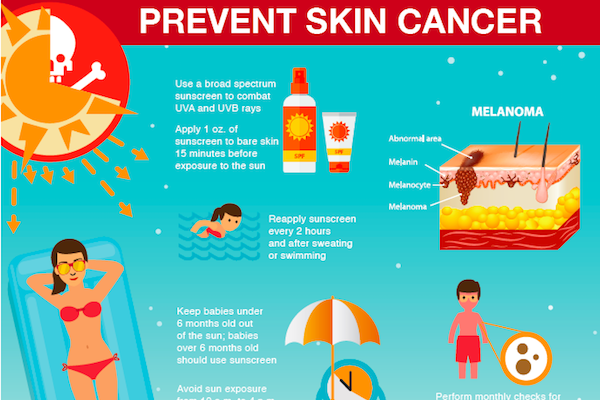 PREVENT SKIN CANCER
Use a broad spectrum
sunscreen to combat
UVA and UVB rays
Apply 1 oz. of
sunscreen to bare skin
15 minutes before
exposure to the sun
SPF
SPF
MELANOMA
Abnormal area
Melanin
Melanocyte
Melanoma
Reapply sunscreen
every 2 hours
and after sweating
or swimming
Keep babies under
6 months old out
of the sun; babies
over 6 months old
should use sunscreen
Avoid sun exposure
Perform monthly checks for